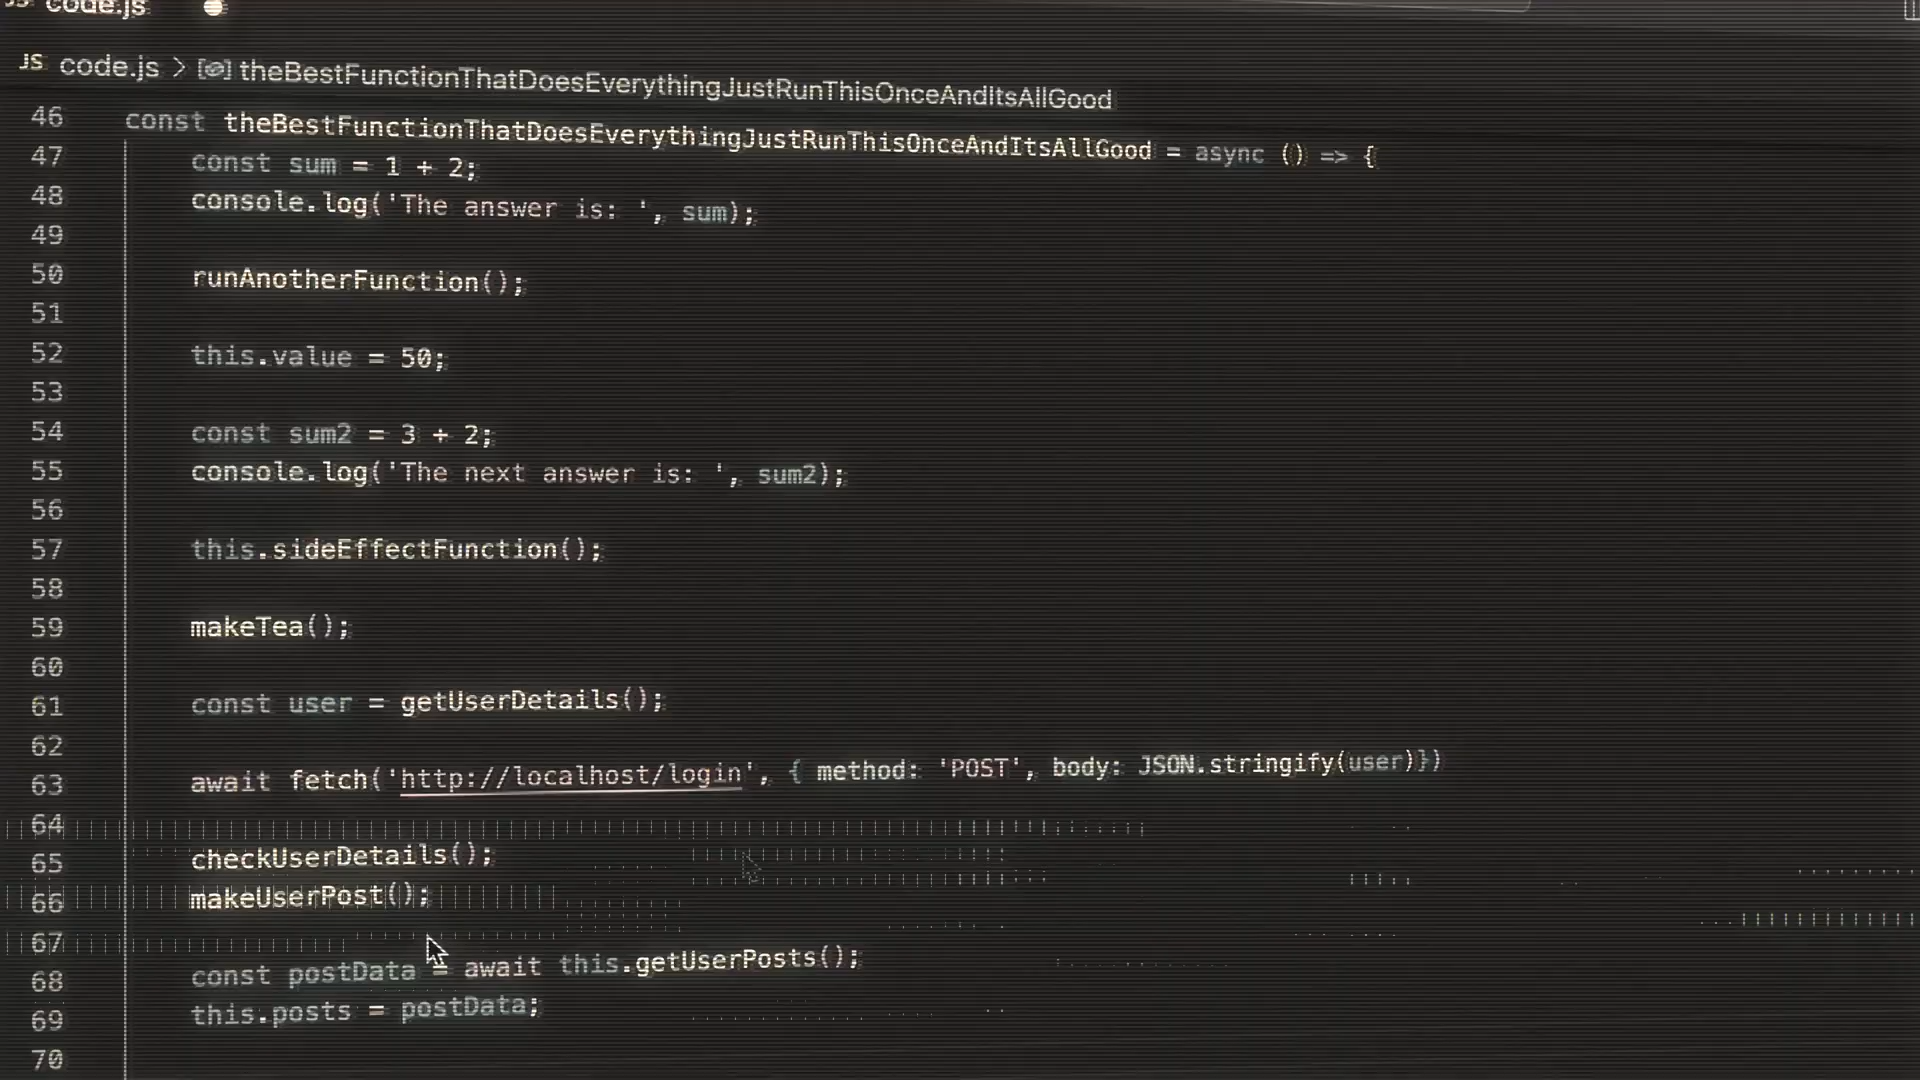 JS code.js
JS code.js > theBestFunctionThatDoesEverythingJustRunThisOnceAndItsAllGood
46 const theBestFunctionThatDoesEverythingJustRunThisOnceAndItsAllGood = async () => {
47 const sum = 1 + 2;
48 console.log('The answer is: ', sum);
49
50 runAnotherFunction();
51
52 this.value = 50;
53
54 const sum2 = 3 + 2;
55 console.log('The next answer is: ', sum2);
56
57 this.sideEffectFunction();
58
59 makeTea();
60
61 const user = getUserDetails();
62
63 await fetch('http://localhost/login', { method: 'POST', body: JSON.stringify(user)})
64
65 checkUserDetails();
66 makeUserPost();
67
68 const postData = await this.getUserPosts();
69 this.posts = postData;
70